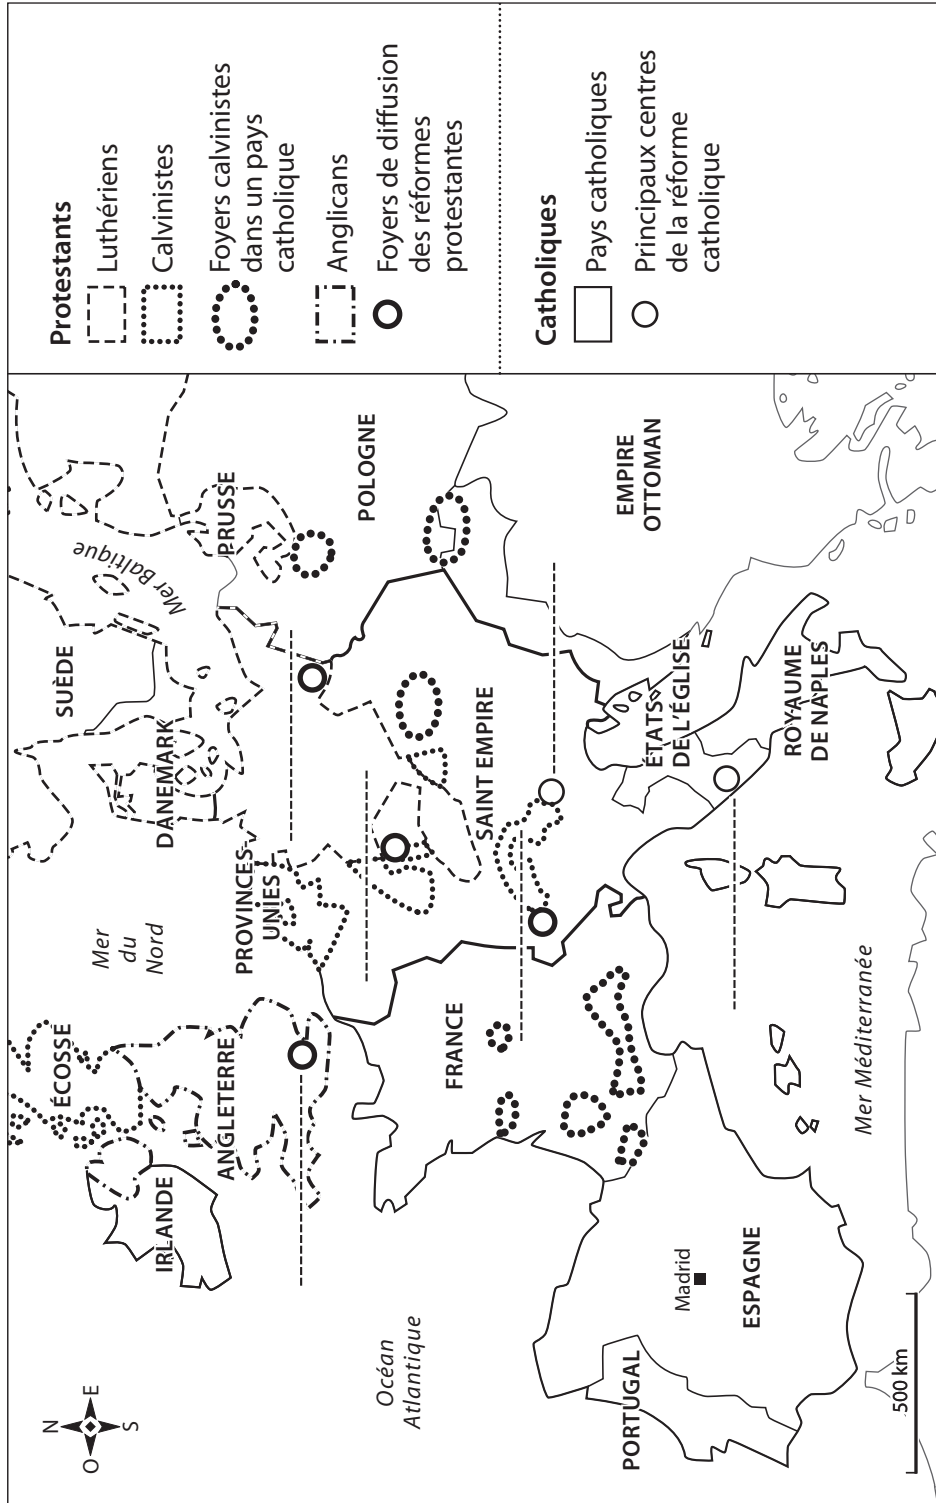 N
O
E
S
ÉCOSSE
IRLANDE
ANGLETERRE
Mer
du
Nord
SUÈDE
DANEMARK
Mer Baltique
PROVINCES-
UNIES
PRUSSE
POLOGNE
Océan
Atlantique
FRANCE
SAINT EMPIRE
PORTUGAL
Madrid
ESPAGNE
ÉTATS
DE L'ÉGLISE
EMPIRE
OTTOMAN
ROYAUME
DE NAPLES
Mer Méditerranée
500 km
Protestants
Luthériens
Calvinistes
Foyers calvinistes
dans un pays
catholique
Anglicans
Foyers de diffusion
des réformes
protestantes
Catholiques
Pays catholiques
Principaux centres
de la réforme
catholique